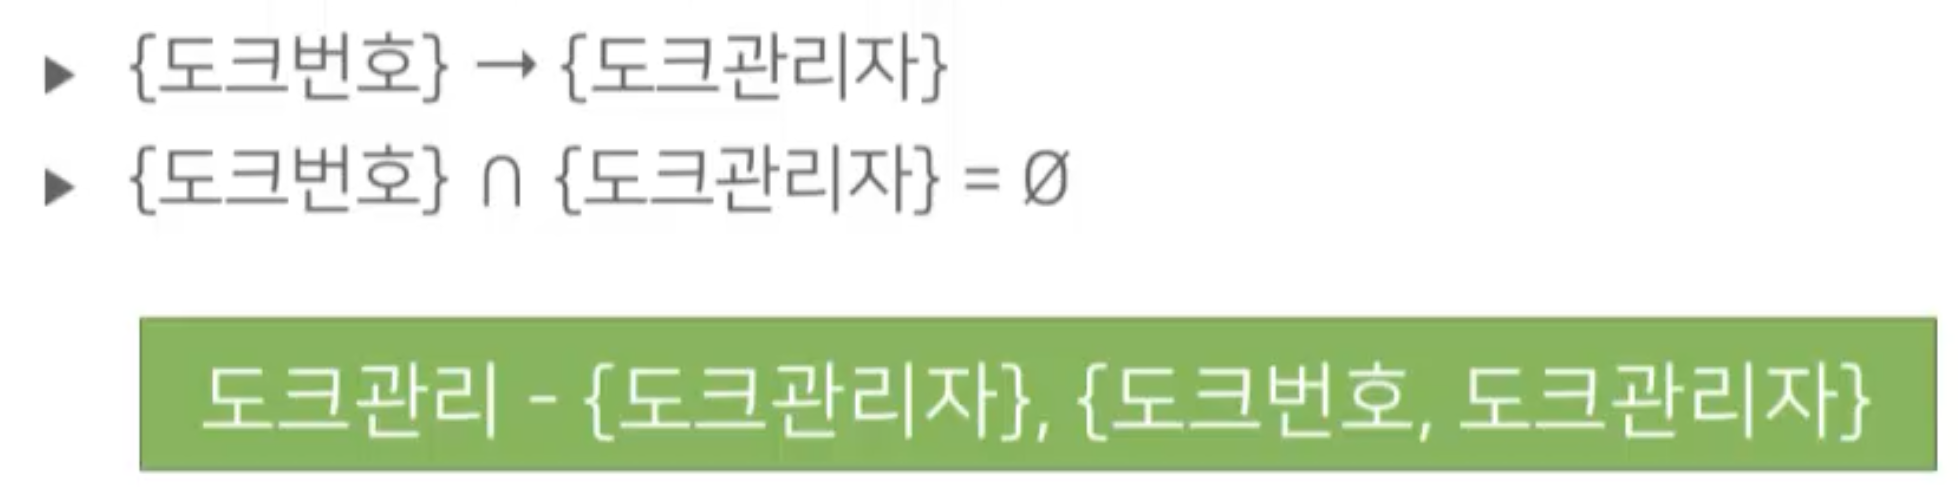 ▶ {도크번호} → {도크관리자}
▶ {도크번호} ∩ {도크관리자} = Ø
도크관리 - {도크관리자}, {도크번호, 도크관리자}